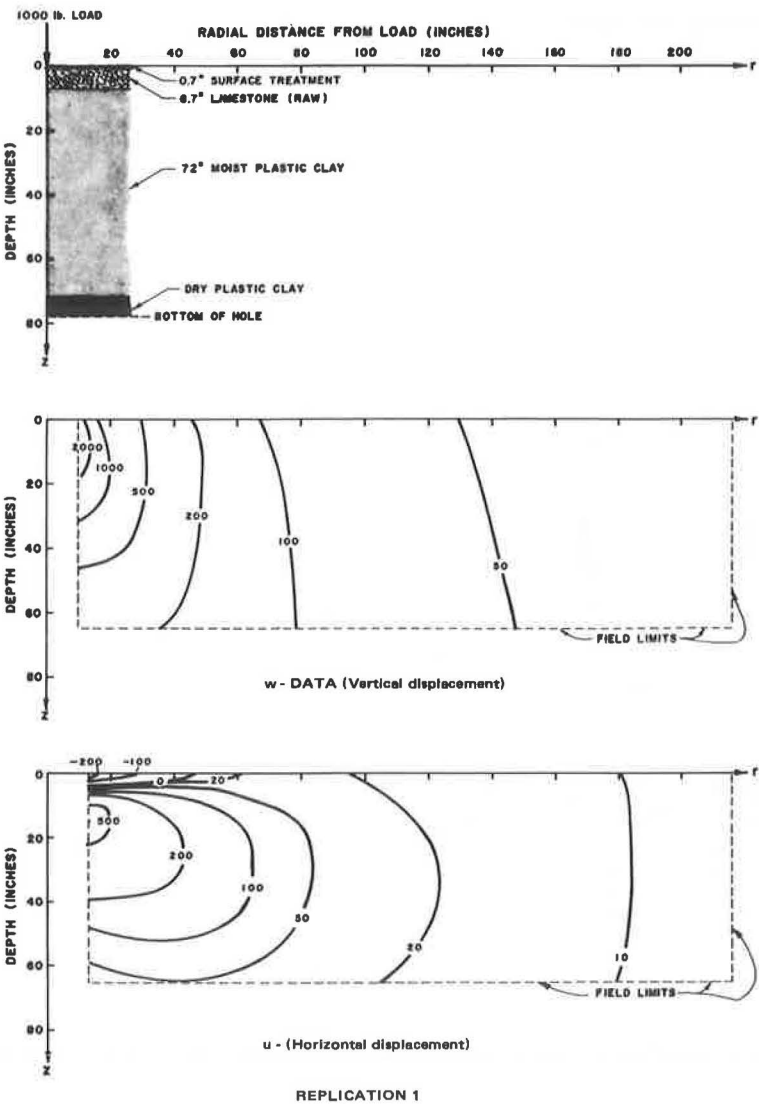 1000 lb. LOAD
RADIAL DISTANCE FROM LOAD (INCHES)
20 40 60 80 100 120 140 160 180 200
r
0
0.7" SURFACE TREATMENT
6.7" LIMESTONE (RAW)
20
72" MOIST PLASTIC CLAY
40
60
DRY PLASTIC CLAY
BOTTOM OF HOLE
80
DEPTH (INCHES)
Z
0
r
2000
1000
500
200
100
50
20
40
60
80
DEPTH (INCHES)
Z
FIELD LIMITS
w - DATA (Vertical displacement)
-200 -100
0 20
0
r
500
200
100
50
20
10
20
40
60
80
DEPTH (INCHES)
Z
FIELD LIMITS
u - (Horizontal displacement)
REPLICATION 1